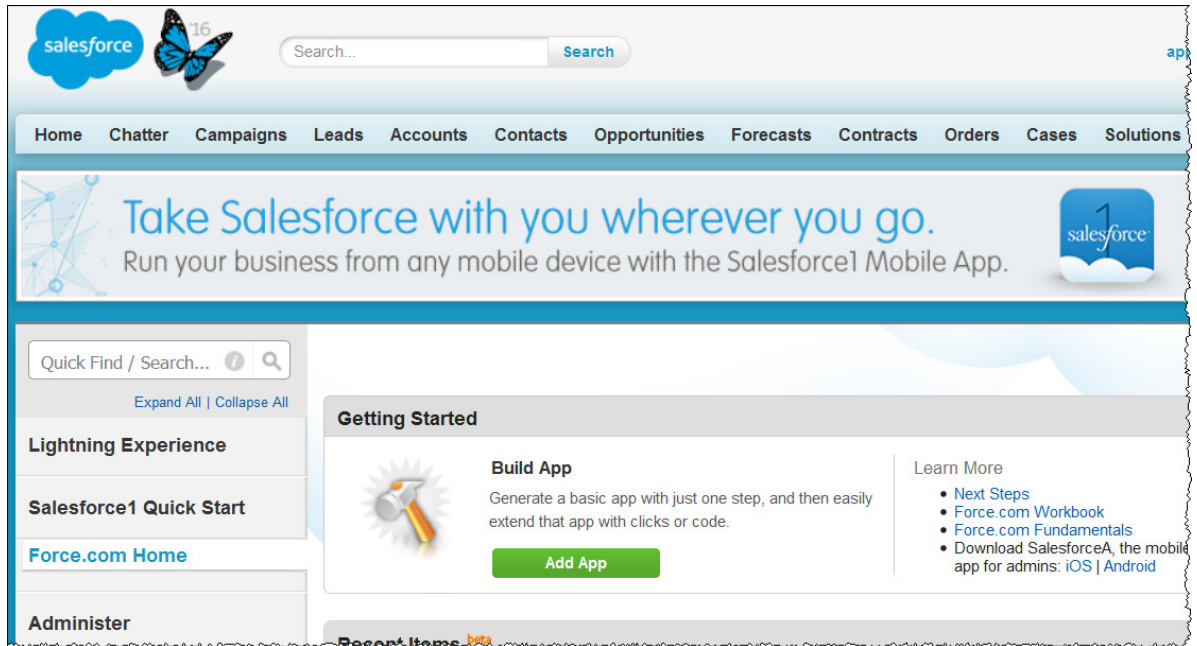 salesforce
'16
Search...
Search
Home Chatter Campaigns Leads Accounts Contacts Opportunities Forecasts Contracts Orders Cases Solutions
Take Salesforce with you wherever you go.
Run your business from any mobile device with the Salesforce1 Mobile App.
1
salesforce
Quick Find / Search...
Expand All | Collapse All
Lightning Experience
Salesforce1 Quick Start
Force.com Home
Administer
Getting Started
Build App
Generate a basic app with just one step, and then easily
extend that app with clicks or code.
Add App
Learn More
• Next Steps
• Force.com Workbook
• Force.com Fundamentals
• Download SalesforceA, the mobile
app for admins: iOS | Android
Recent Items beta